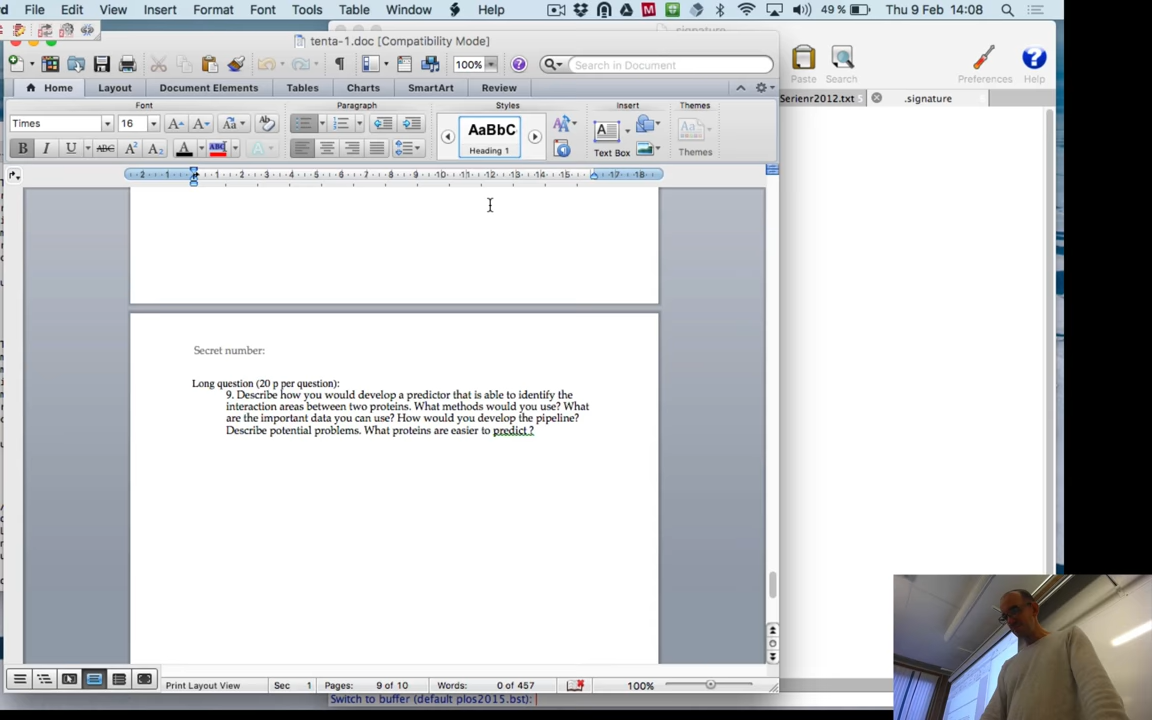 rd File Edit View Insert Format Font Tools Table Window Help 49 % Thu 9 Feb 14:08
tenta-1.doc [Compatibility Mode]
.signature
100% Search in Document
Paste Search Preferences Help
Home Layout Document Elements Tables Charts SmartArt Review
Serienr2012.txt .signature
Font Paragraph Styles Insert Themes
Times 16 AaBbC
Heading 1 Text Box Themes
Secret number:
Long question (20 p per question):
9. Describe how you would develop a predictor that is able to identify the
interaction areas between two proteins. What methods would you use? What
are the important data you can use? How would you develop the pipeline?
Describe potential problems. What proteins are easier to predict ?
Print Layout View Sec 1 Pages: 9 of 10 Words: 0 of 457 100%
Switch to buffer (default plos2015.bst):